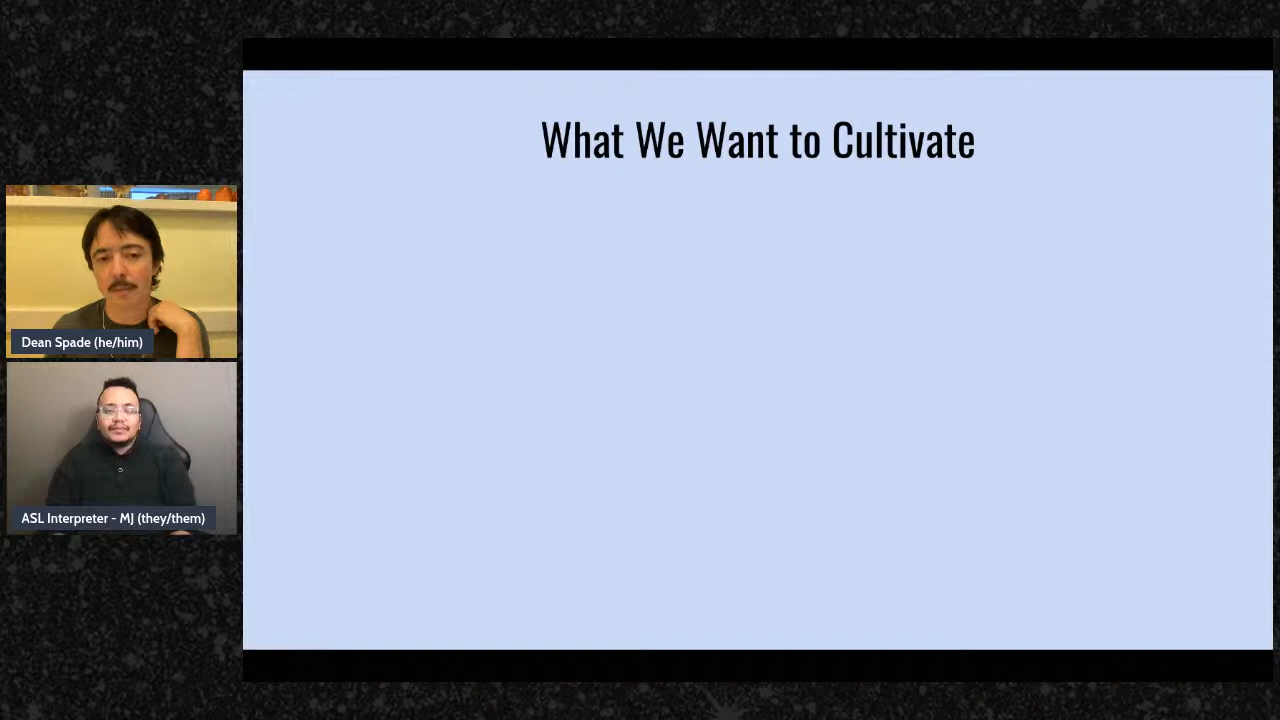 What We Want to Cultivate
Dean Spade (he/him)
ASL Interpreter - MJ (they/them)